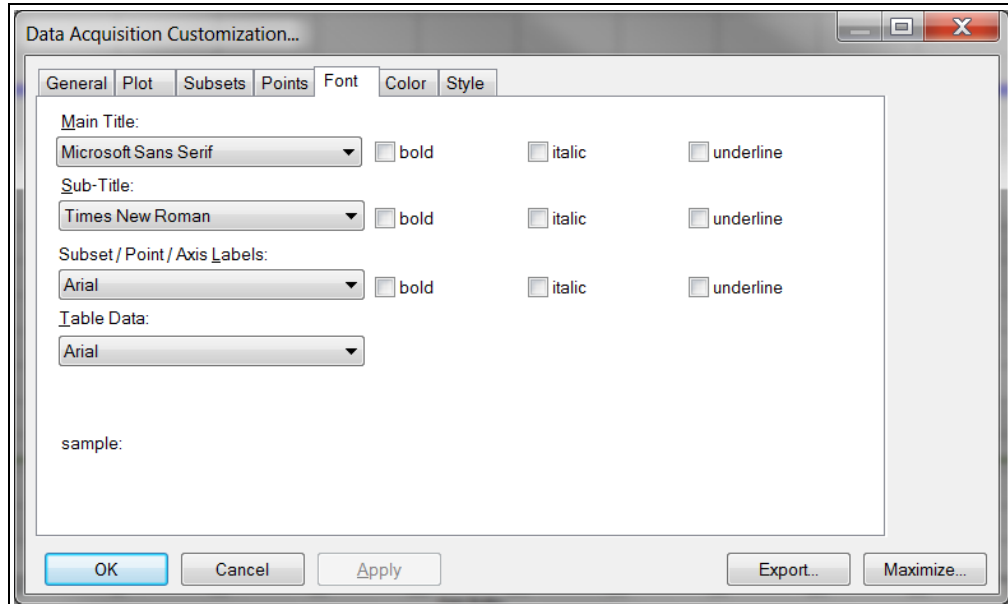 Data Acquisition Customization...
General Plot Subsets Points Font Color Style
Main Title:
Microsoft Sans Serif bold italic underline
Sub-Title:
Times New Roman bold italic underline
Subset / Point / Axis Labels:
Arial bold italic underline
Table Data:
Arial
sample:
OK Cancel Apply Export... Maximize...